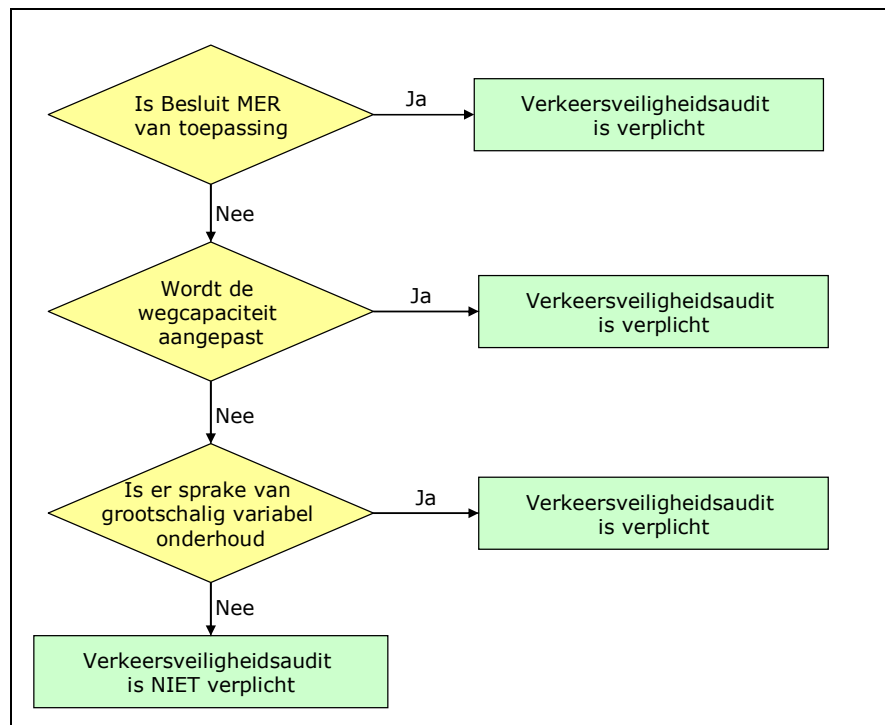 Is Besluit MER
van toepassing
Ja
Verkeersveiligheidsaudit
is verplicht
Nee
Wordt de
wegcapaciteit
aangepast
Ja
Verkeersveiligheidsaudit
is verplicht
Nee
Is er sprake van
grootschalig variabel
onderhoud
Ja
Verkeersveiligheidsaudit
is verplicht
Nee
Verkeersveiligheidsaudit
is NIET verplicht